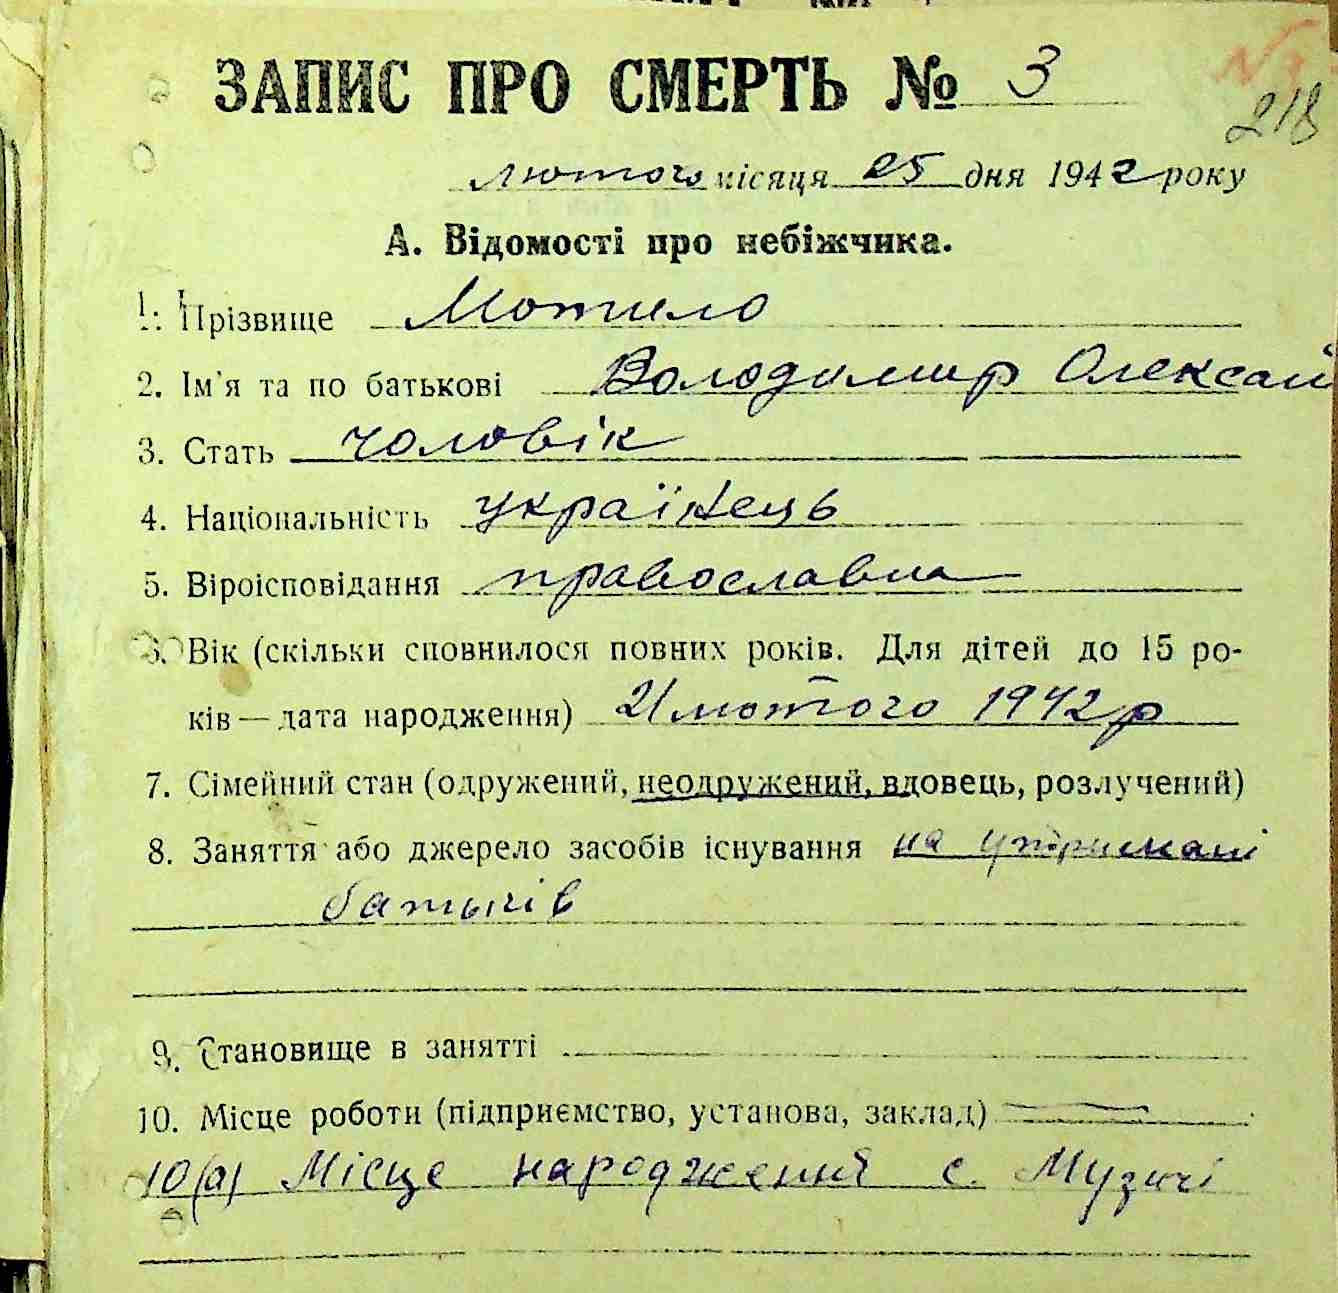 ЗАПИС ПРО СМЕРТЬ № 3
№3
218
лютого місяця 25 дня 1942 року
А. Відомості про небіжчика.
1. Прізвище Мотило
2. Ім'я та по батькові Володимир Олексай
3. Стать чоловік
4. Національність українець
5. Віроісповідання православна
6. Вік (скільки сповнилося повних років. Для дітей до 15 ро-
ків — дата народження) 21 лютого 1942 р
7. Сімейний стан (одружений, неодружений, вдовець, розлучений)
8. Заняття або джерело засобів існування на утримані
батьків
9. Становище в занятті
10. Місце роботи (підприємство, установа, заклад)
10(а) Місце народження с. Музичі